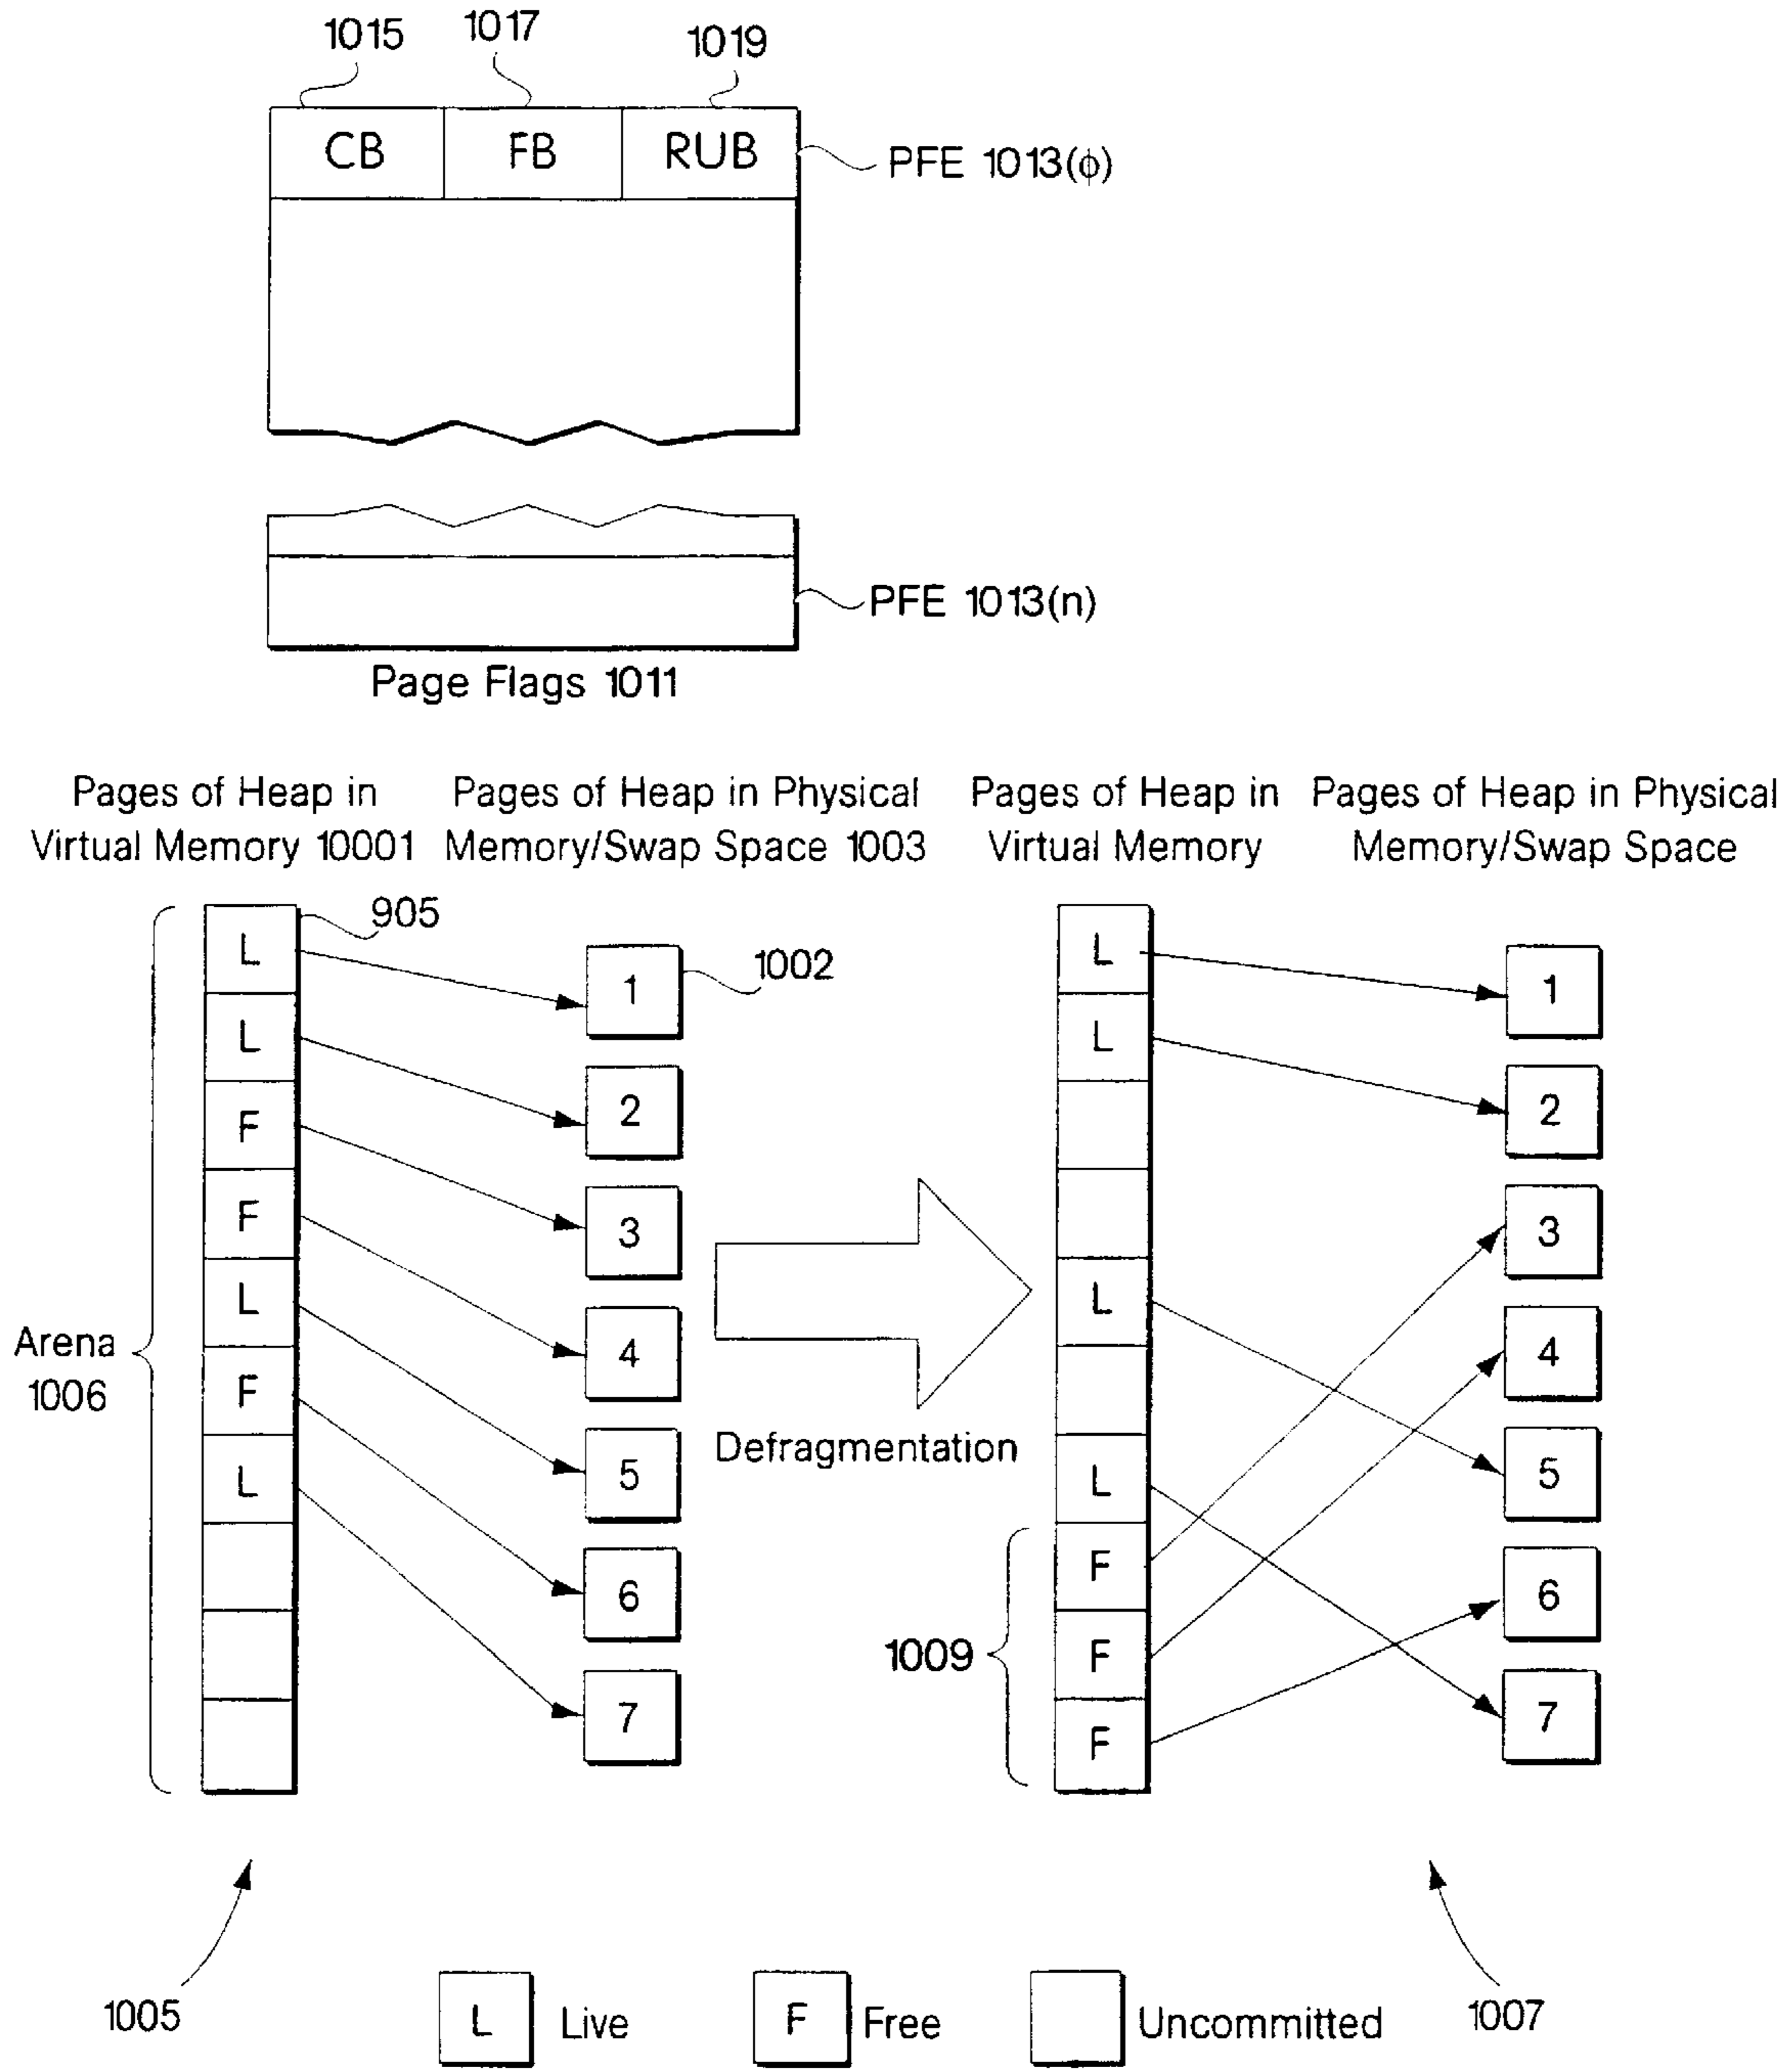 1015
1017
1019
CB
FB
RUB
PFE 1013(ϕ)
PFE 1013(n)
Page Flags 1011
Pages of Heap in
Virtual Memory 10001
Pages of Heap in Physical
Memory/Swap Space 1003
Pages of Heap in
Virtual Memory
Pages of Heap in Physical
Memory/Swap Space
Arena
1006
905
L
L
F
F
L
F
L
1002
1
2
3
4
5
6
7
Defragmentation
L
L
L
L
F
F
F
1009
1
2
3
4
5
6
7
1005
L Live
F Free
Uncommitted
1007